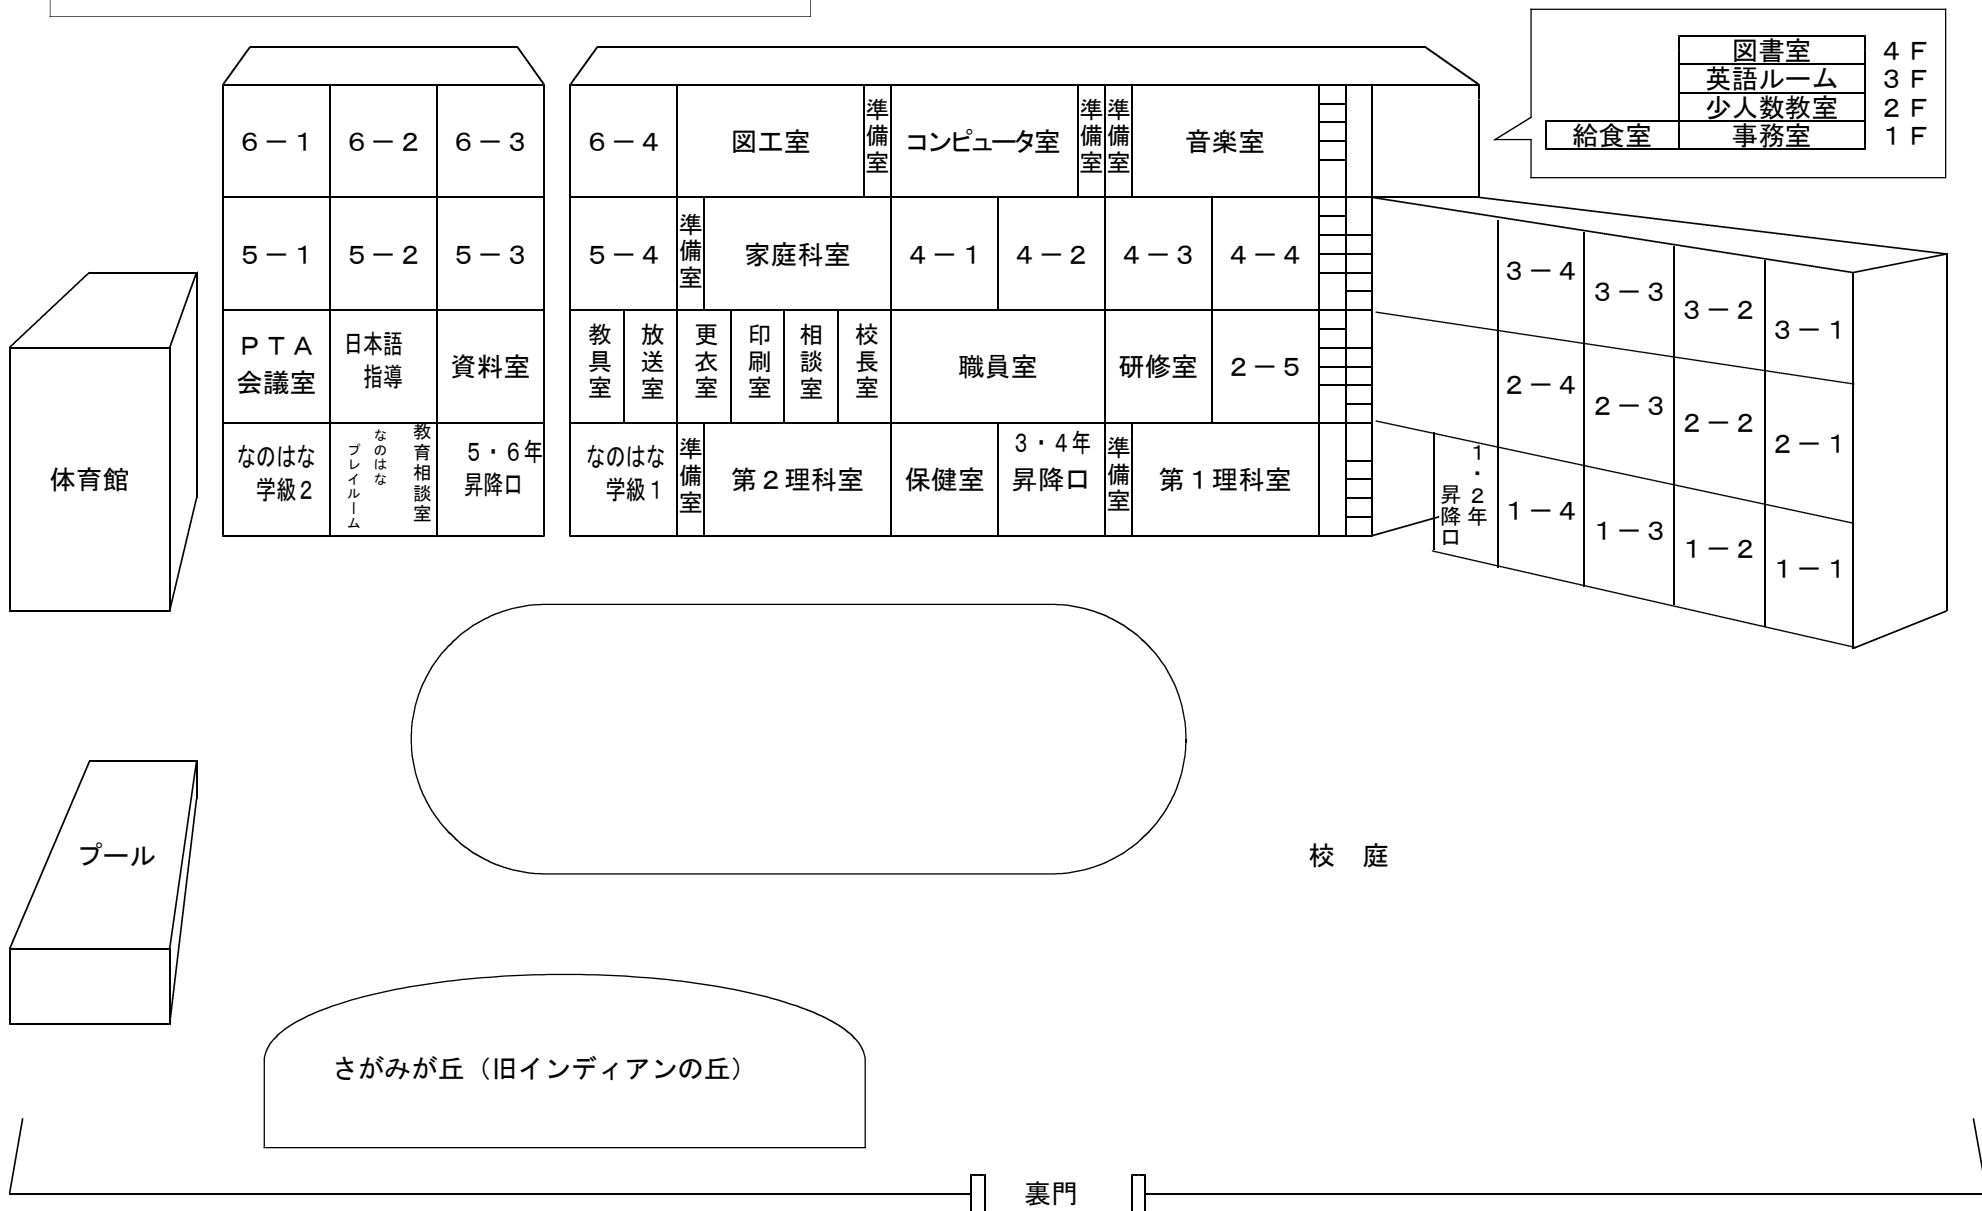 図書室 4F
英語ルーム 3F
少人数教室 2F
給食室 事務室 1F
6-1 6-2 6-3 6-4 図工室 準備室 コンピュータ室 準備室 準備室 音楽室
5-1 5-2 5-3 5-4 準備室 家庭科室 4-1 4-2 4-3 4-4
3-4 3-3 3-2 3-1
PTA
会議室
日本語
指導
資料室 教具室 放送室 更衣室 印刷室 相談室 校長室 職員室 研修室 2-5
2-4 2-3 2-2 2-1
なのはな
学級2
なのはな
プレイルーム
教育相談室
5・6年
昇降口
なのはな
学級1
準備室 第2理科室 保健室
3・4年
昇降口
準備室 第1理科室
1・2年
昇降口
1-4 1-3 1-2 1-1
体育館
プール
校 庭
さがみが丘(旧インディアンの丘)
裏門